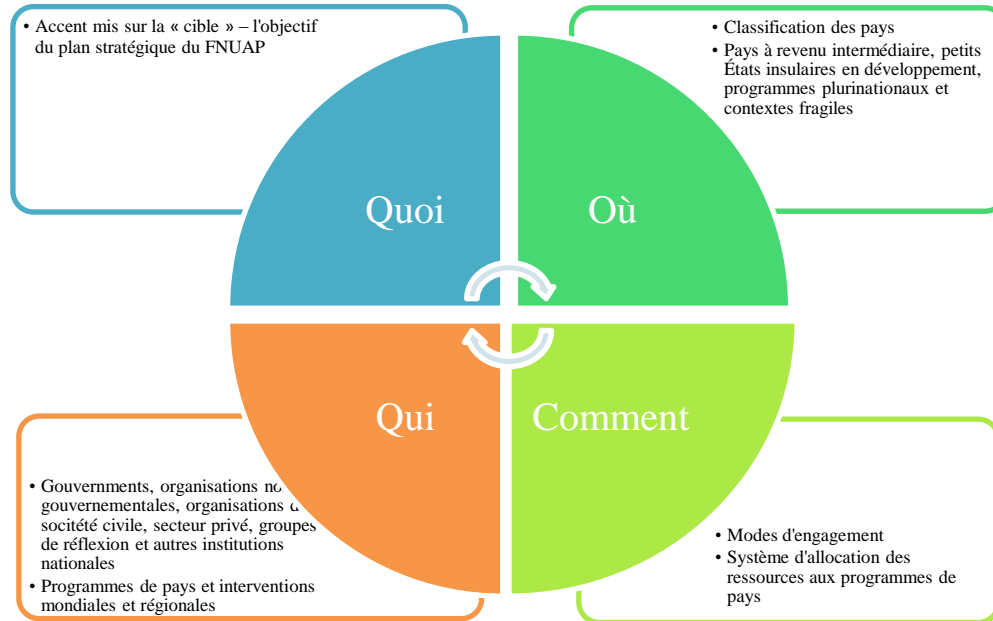 • Accent mis sur la « cible » – l'objectif
du plan stratégique du FNUAP
• Classification des pays
• Pays à revenu intermédiaire, petits
États insulaires en développement,
programmes plurinationaux et
contextes fragiles
Quoi
Où
Qui
Comment
• Gouvernements, organisations
gouvernementales, organisations
socitété civile, secteur privé, groupes
de réflexion et autres institutions
nationales
• Programmes de pays et interventions
mondiales et régionales
• Modes d'engagement
• Système d'allocation des
ressources aux programmes de
pays